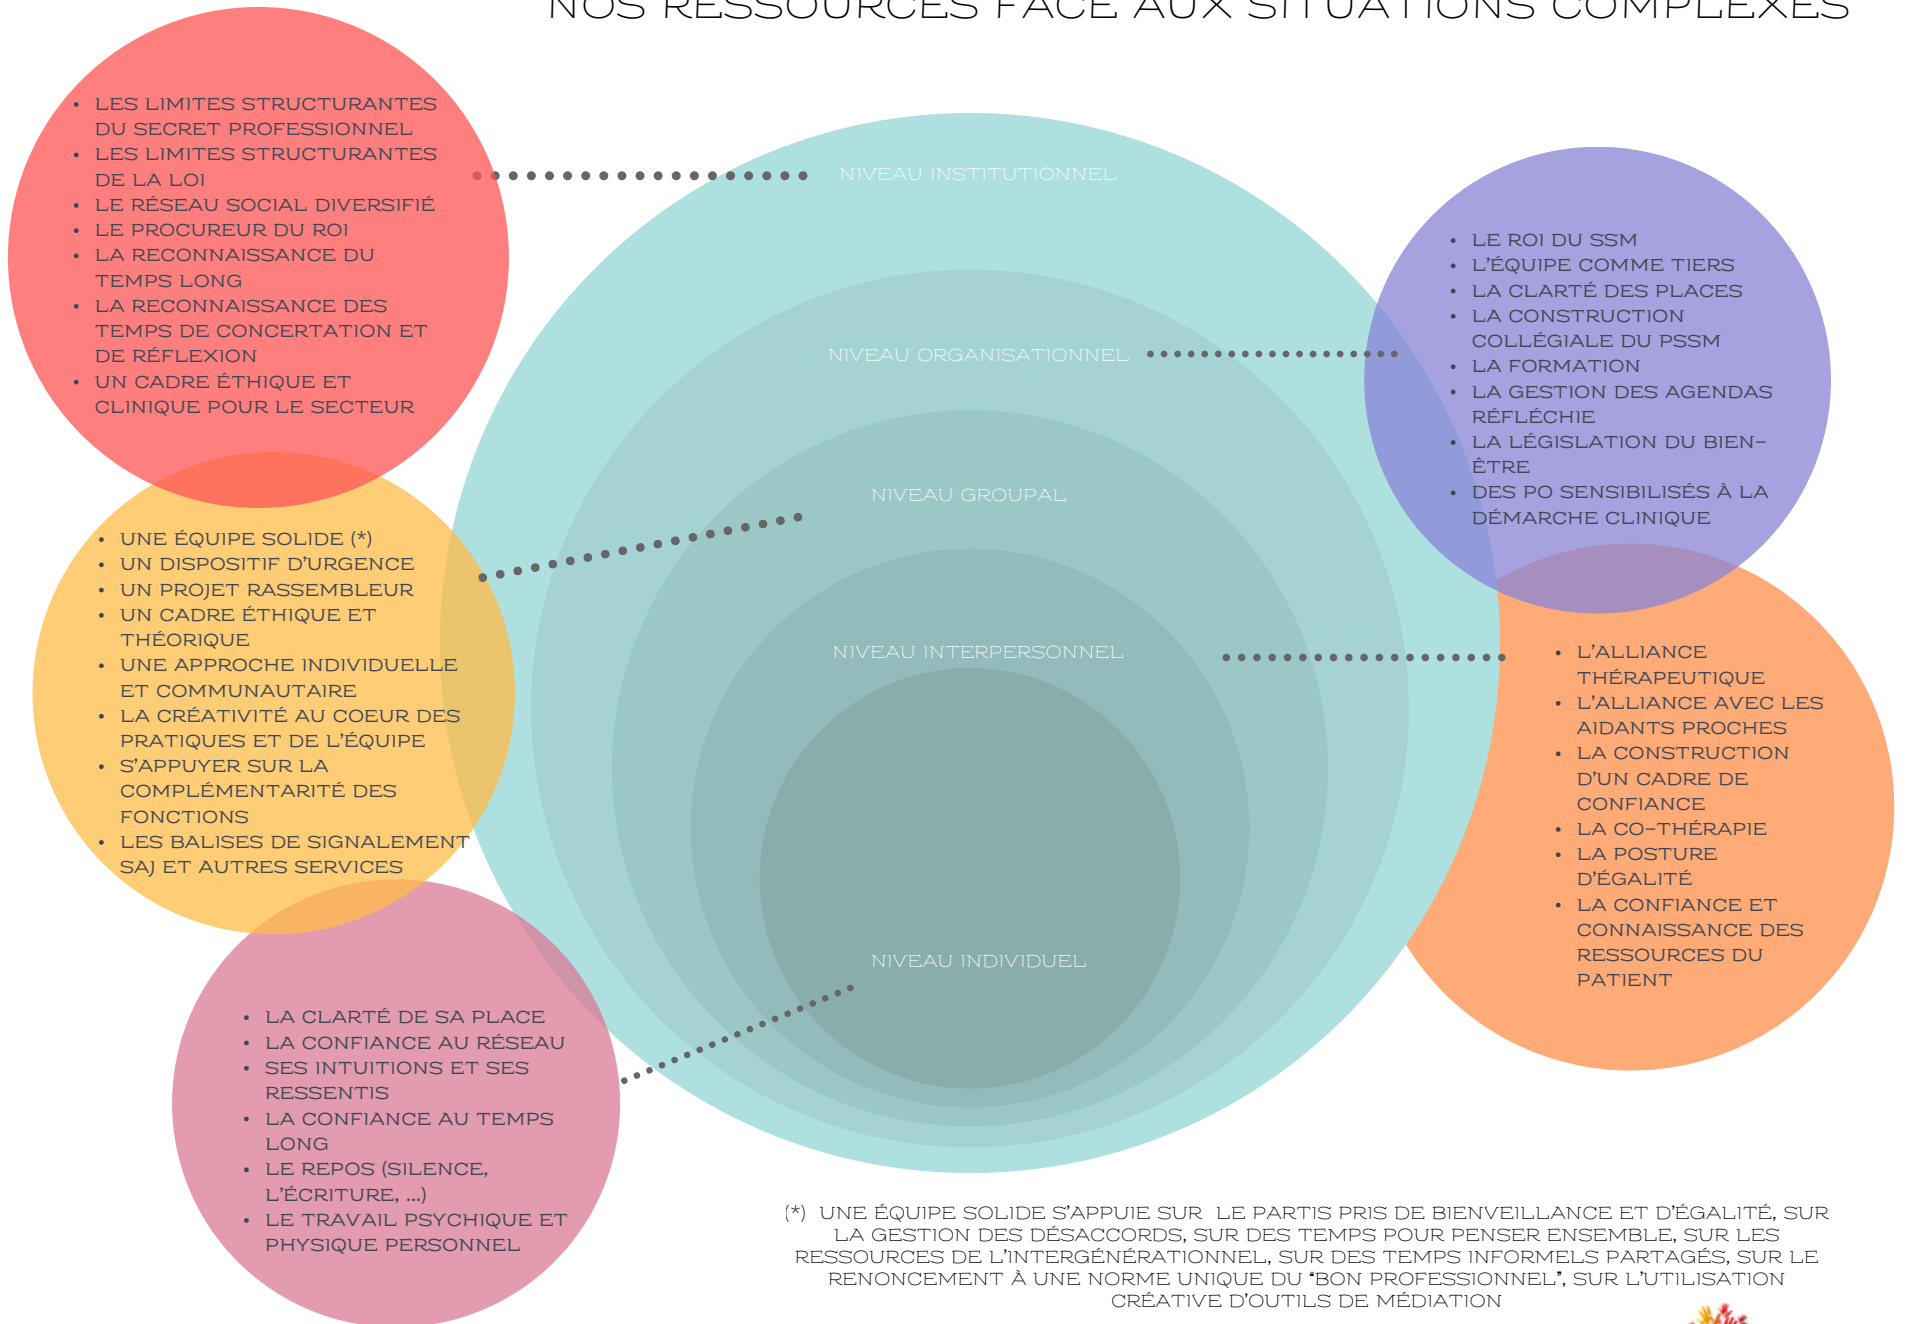 NOS RESSOURCES FACE AUX SITUATIONS COMPLEXES
• LES LIMITES STRUCTURANTES
DU SECRET PROFESSIONNEL
• LES LIMITES STRUCTURANTES
DE LA LOI
• LE RÉSEAU SOCIAL DIVERSIFIÉ
• LE PROCUREUR DU ROI
• LA RECONNAISSANCE DU
TEMPS LONG
• LA RECONNAISSANCE DES
TEMPS DE CONCERTATION ET
DE RÉFLEXION
• UN CADRE ÉTHIQUE ET
CLINIQUE POUR LE SECTEUR
NIVEAU INSTITUTIONNEL
NIVEAU ORGANISATIONNEL
• LE ROI DU SSM
• L'ÉQUIPE COMME TIERS
• LA CLARTÉ DES PLACES
• LA CONSTRUCTION
COLLÉGIALE DU PSSM
• LA FORMATION
• LA GESTION DES AGENDAS
RÉFLÉCHIE
• LA LÉGISLATION DU BIEN-
ÊTRE
• DES PO SENSIBILISÉS À LA
DÉMARCHE CLINIQUE
NIVEAU GROUPAL
• UNE ÉQUIPE SOLIDE (*)
• UN DISPOSITIF D'URGENCE
• UN PROJET RASSEMBLEUR
• UN CADRE ÉTHIQUE ET
THÉORIQUE
• UNE APPROCHE INDIVIDUELLE
ET COMMUNAUTAIRE
• LA CRÉATIVITÉ AU COEUR DES
PRATIQUES ET DE L'ÉQUIPE
• S'APPUYER SUR LA
COMPLÉMENTARITÉ DES
FONCTIONS
• LES BALISES DE SIGNALEMENT
SAJ ET AUTRES SERVICES
NIVEAU INTERPERSONNEL
• L'ALLIANCE
THÉRAPEUTIQUE
• L'ALLIANCE AVEC LES
AIDANTS PROCHES
• LA CONSTRUCTION
D'UN CADRE DE
CONFIANCE
• LA CO-THÉRAPIE
• LA POSTURE
D'ÉGALITÉ
• LA CONFIANCE ET
CONNAISSANCE DES
RESSOURCES DU
PATIENT
NIVEAU INDIVIDUEL
• LA CLARTÉ DE SA PLACE
• LA CONFIANCE AU RÉSEAU
• SES INTUITIONS ET SES
RESSENTIS
• LA CONFIANCE AU TEMPS
LONG
• LE REPOS (SILENCE,
L'ÉCRITURE, ...)
• LE TRAVAIL PSYCHIQUE ET
PHYSIQUE PERSONNEL
(*) UNE ÉQUIPE SOLIDE S'APPUIE SUR LE PARTIS PRIS DE BIENVEILLANCE ET D'ÉGALITÉ, SUR
LA GESTION DES DÉSACCORDS, SUR DES TEMPS POUR PENSER ENSEMBLE, SUR LES
RESSOURCES DE L'INTERGÉNÉRATIONNEL, SUR DES TEMPS INFORMELS PARTAGÉS, SUR LE
RENONCEMENT À UNE NORME UNIQUE DU "BON PROFESSIONNEL", SUR L'UTILISATION
CRÉATIVE D'OUTILS DE MÉDIATION